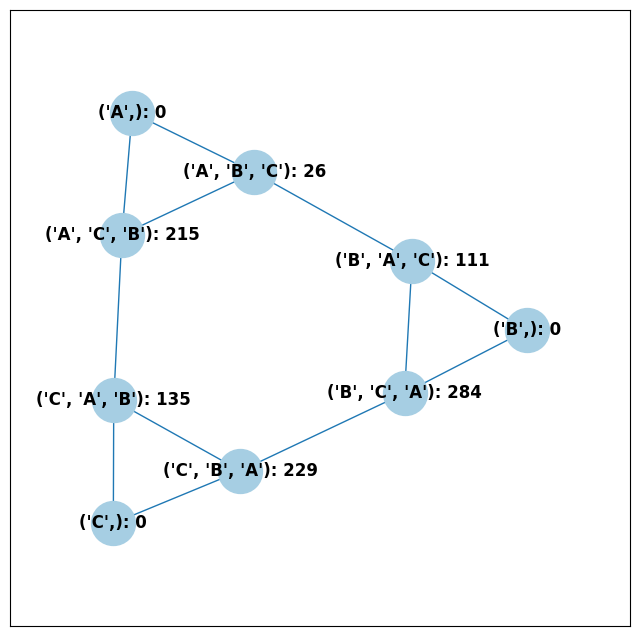 ('A',): 0
('A', 'B', 'C'): 26
('A', 'C', 'B'): 215
('B', 'A', 'C'): 111
('B',): 0
('B', 'C', 'A'): 284
('C', 'A', 'B'): 135
('C', 'B', 'A'): 229
('C',): 0